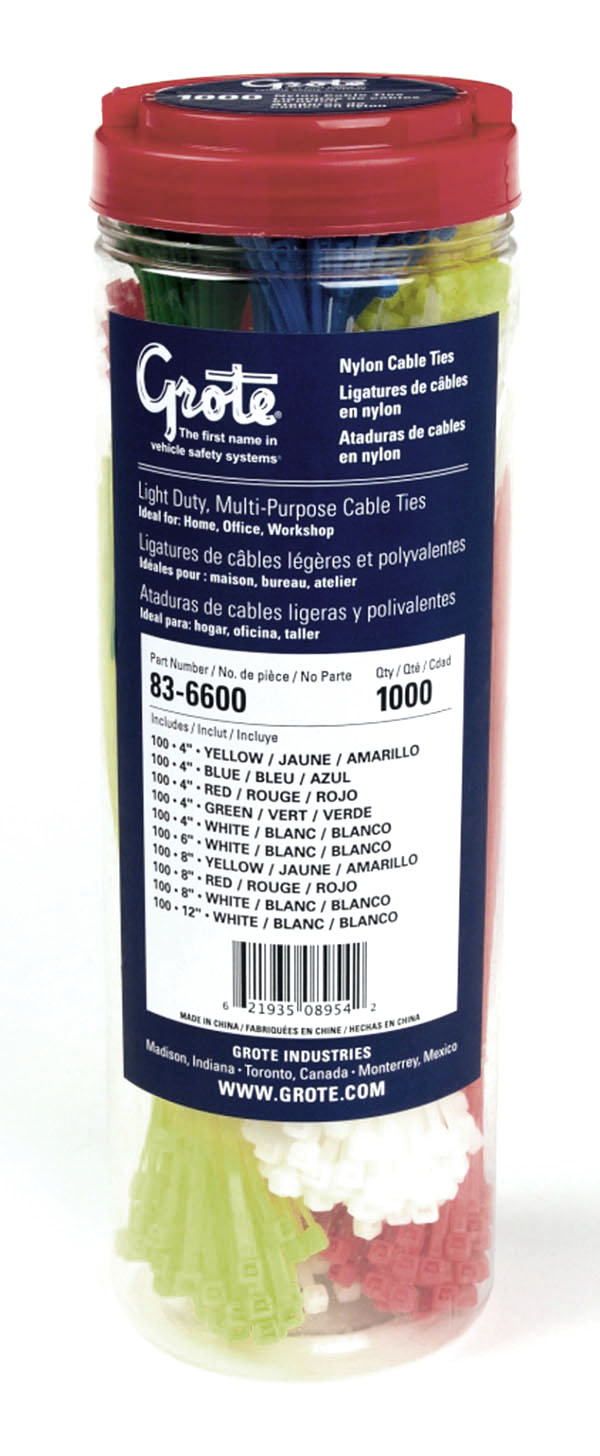 Grote
1000 Nylon Cable Ties
Ligatures de câbles
Grote®
The first name in
vehicle safety systems®
Nylon Cable Ties
Ligatures de câbles
en nylon
Ataduras de cables
en nylon
Light Duty, Multi-Purpose Cable Ties
Ideal for: Home, Office, Workshop
Ligatures de câbles légères et polyvalentes
Idéales pour : maison, bureau, atelier
Ataduras de cables ligeras y polivalentes
Ideal para: hogar, oficina, taller
Part Number / No. de pièce / No Parte Qty / Qté / Cdad
83-6600 1000
Includes / Inclut / Incluye
100 • 4" • YELLOW / JAUNE / AMARILLO
100 • 4" • BLUE / BLEU / AZUL
100 • 4" • RED / ROUGE / ROJO
100 • 4" • GREEN / VERT / VERDE
100 • 4" • WHITE / BLANC / BLANCO
100 • 6" • WHITE / BLANC / BLANCO
100 • 8" • YELLOW / JAUNE / AMARILLO
100 • 8" • RED / ROUGE / ROJO
100 • 8" • WHITE / BLANC / BLANCO
100 • 12" • WHITE / BLANC / BLANCO
6 21935 08954 2
MADE IN CHINA / FABRIQUÉES EN CHINE / HECHAS EN CHINA
GROTE INDUSTRIES
Madison, Indiana • Toronto, Canada • Monterrey, Mexico
WWW.GROTE.COM